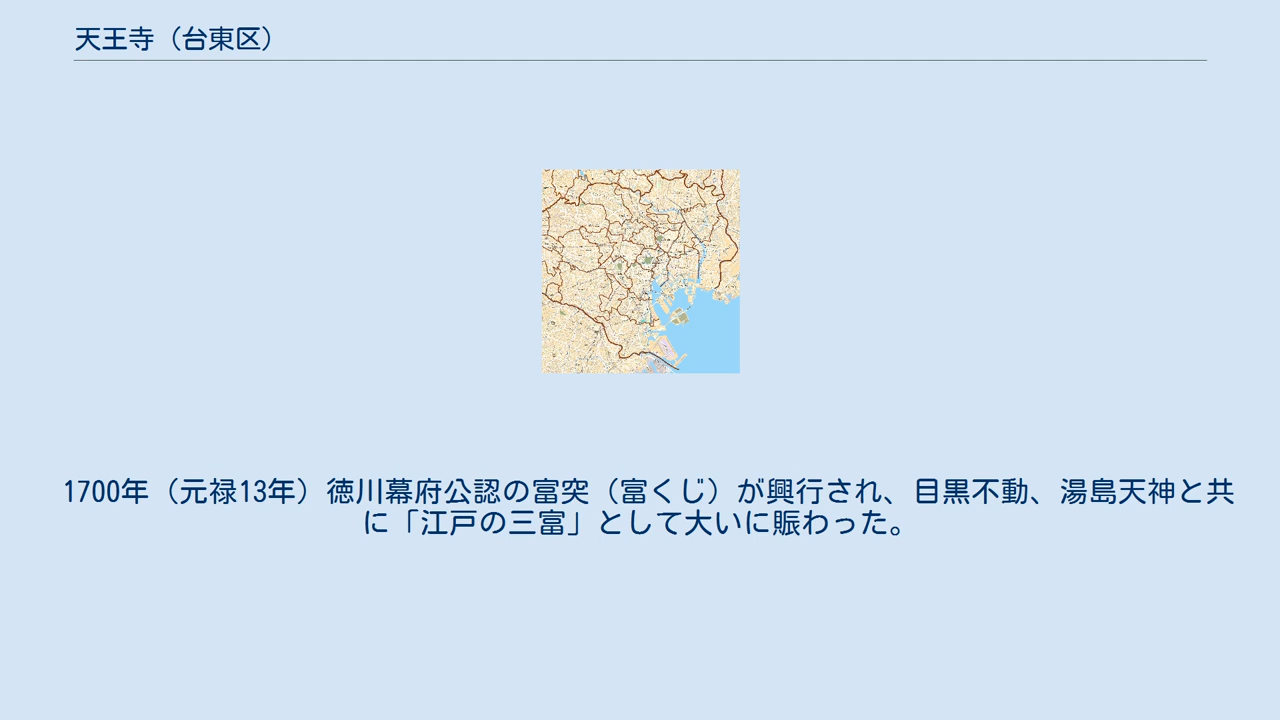 天王寺（台東区）
1700年（元禄13年）徳川幕府公認の富突（富くじ）が興行され、目黒不動、湯島天神と共
に「江戸の三富」として大いに賑わった。